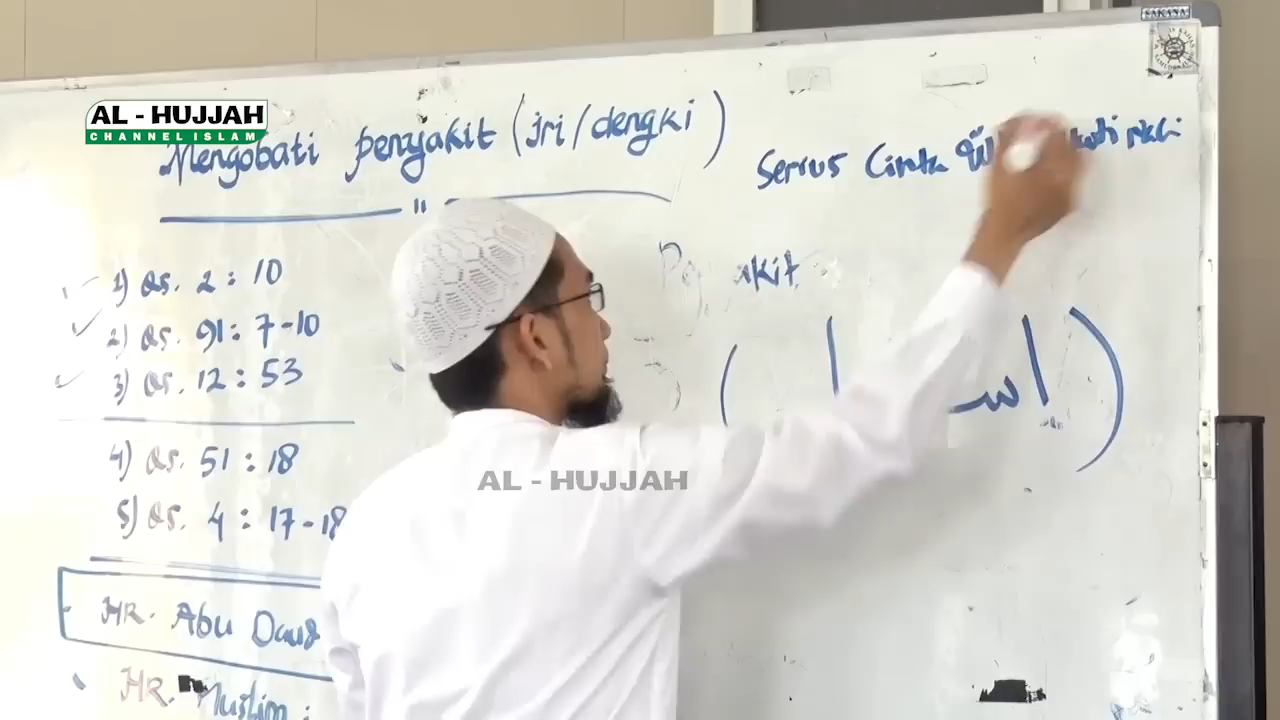 SAKANA
AL - HUJJAH
CHANNEL ISLAM
Mengobati penyakit (iri/dengki)
Serius Cinta
"
1) QS. 2 : 10
2) QS. 91 : 7-10
3) QS. 12 : 53
4) QS. 51 : 18
5) QS. 4 : 17-18
AL - HUJJAH
HR. Abu Daud
HR. Muslim :